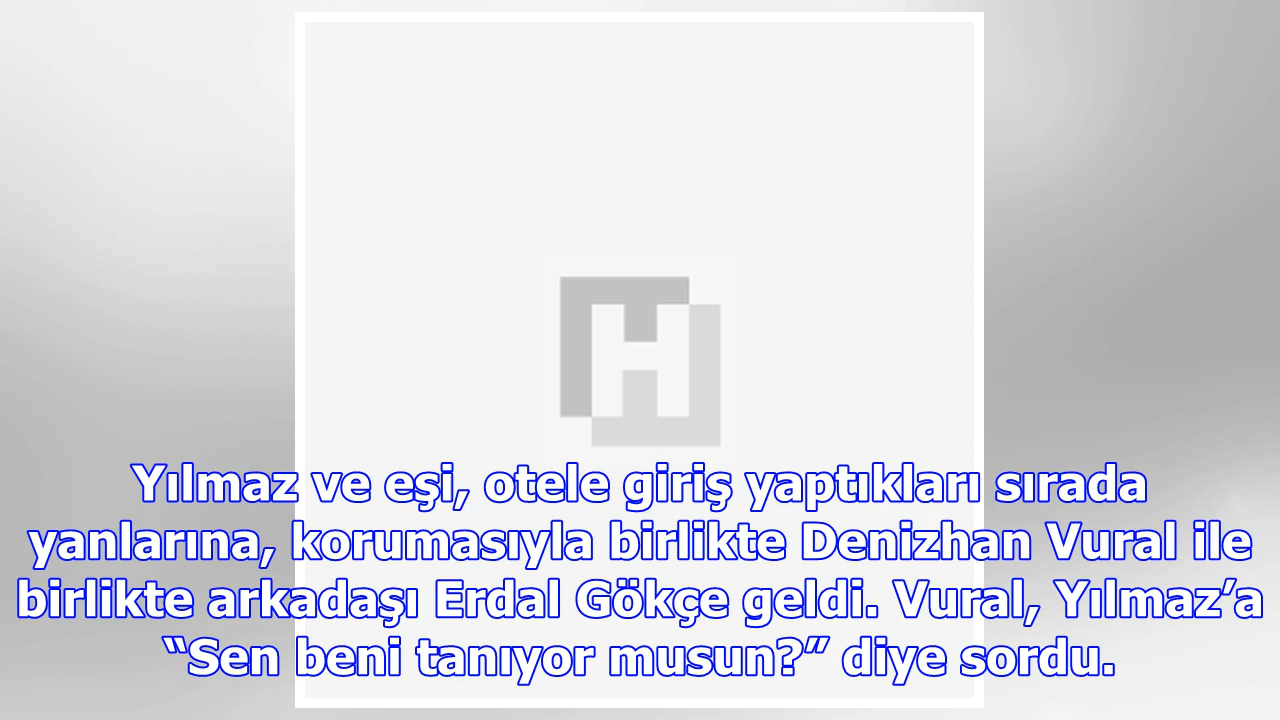 H
Yılmaz ve eşi, otele giriş yaptıkları sırada
yanlarına, korumasıyla birlikte Denizhan Vural ile
birlikte arkadaşı Erdal Gökçe geldi. Vural, Yılmaz’a
“Sen beni tanıyor musun?” diye sordu.